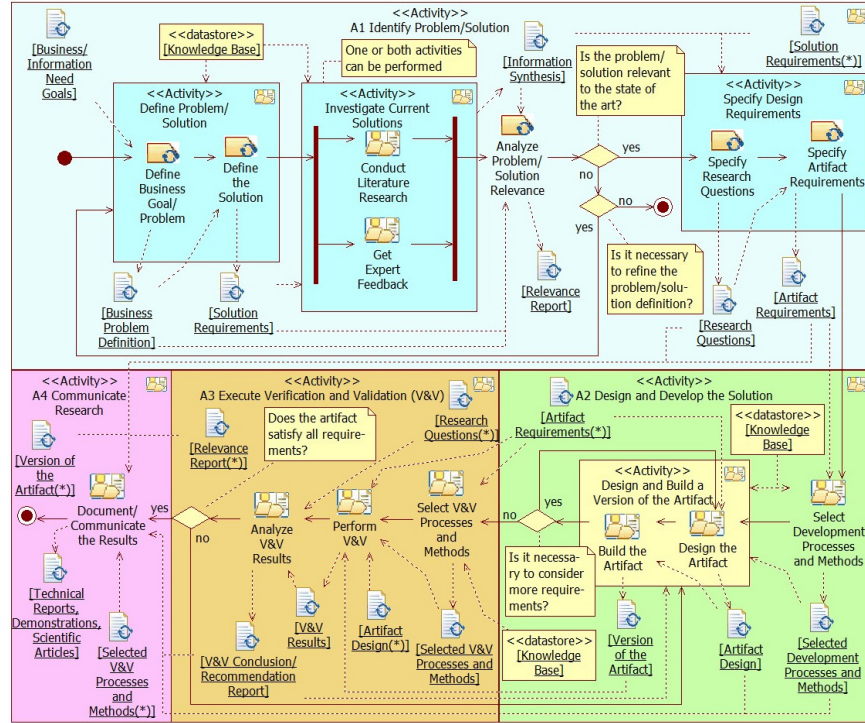 <<Activity>>
A1 Identify Problem/Solution
[Business/
Information
Need
Goals]
<<datastore>>
[Knowledge Base]
One or both activities
can be performed
[Information
Synthesis]
Is the problem/
solution relevant
to the state of
the art?
[Solution
Requirements(*)]
<<Activity>>
Define Problem/
Solution
Define
Business
Goal/
Problem
Define
the
Solution
<<Activity>>
Investigate Current
Solutions
Conduct
Literature
Research
Get
Expert
Feedback
Analyze
Problem/
Solution
Relevance
yes
no
no
yes
<<Activity>>
Specify Design
Requirements
Specify
Research
Questions
Specify
Artifact
Requirements
Is it necessary
to refine the
problem/solu-
tion definition?
[Business
Problem
Definition]
[Solution
Requirements]
[Relevance
Report]
[Research
Questions]
[Artifact
Requirements]
<<Activity>>
A4 Communicate
Research
[Version of
the
Artifact(*)]
Document/
Communicate
the Results
[Technical
Reports,
Demonstrations,
Scientific
Articles]
[Selected
V&V
Processes
and
Methods(*)]
<<Activity>>
A3 Execute Verification and Validation (V&V)
[Relevance
Report(*)]
Does the artifact
satisfy all require-
ments?
[Research
Questions(*)]
yes
no
Analyze
V&V
Results
Perform
V&V
Select V&V
Processes
and
Methods
[V&V Conclusion/
Recommendation
Report]
[V&V
Results]
[Artifact
Design(*)]
[Selected V&V
Processes and
Methods]
<<Activity>>
A2 Design and Develop the Solution
[Artifact
Requirements(*)]
<<datastore>>
[Knowledge
Base]
yes
no
<<Activity>>
Design and Build a
Version of the Artifact
Build the
Artifact
Design the
Artifact
Select
Development
Processes
and Methods
Is it necessa-
ry to consider
more require-
ments?
<<datastore>>
[Knowledge
Base]
[Version
of the
Artifact]
[Artifact
Design]
[Selected
Development
Processes and
Methods]